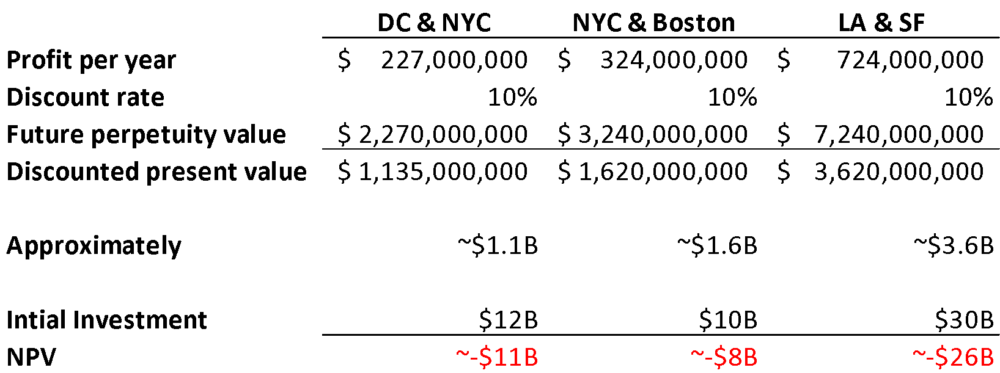 DC & NYC NYC & Boston LA & SF
Profit per year $ 227,000,000 $ 324,000,000 $ 724,000,000
Discount rate 10% 10% 10%
Future perpetuity value $ 2,270,000,000 $ 3,240,000,000 $ 7,240,000,000
Discounted present value $ 1,135,000,000 $ 1,620,000,000 $ 3,620,000,000
Approximately ~$1.1B ~$1.6B ~$3.6B
Intial Investment $12B $10B $30B
NPV ~-$11B ~-$8B ~-$26B